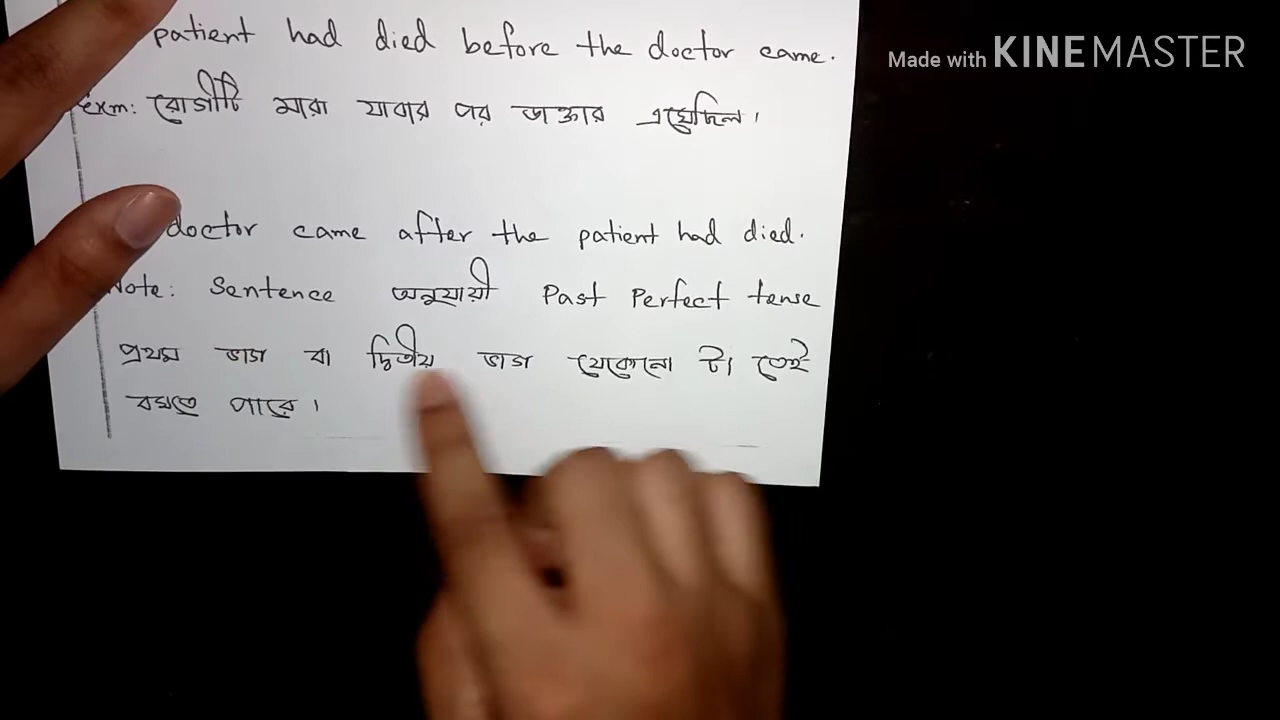 patient had died before the doctor came.
Made with KINEMASTER
Exm: রোগীটি মারা যাবার পর ডাক্তার এসেছিল।
doctor came after the patient had died.
Note: Sentence অনুযায়ী Past Perfect tense
প্রথম ভাগ বা দ্বিতীয় ভাগ যেকোনো টা তেই
বসতে পারে।